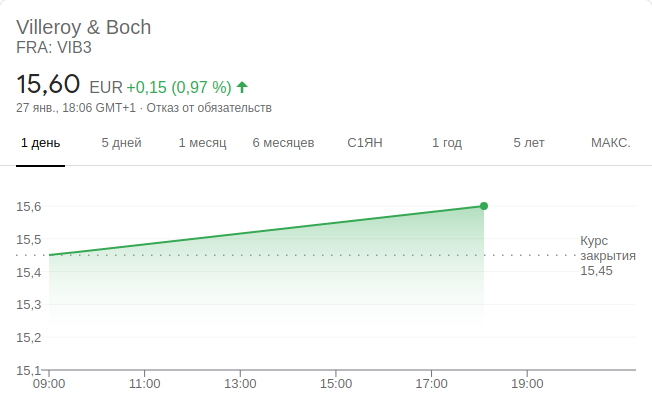 Villeroy & Boch
FRA: VIB3
15,60 EUR +0,15 (0,97 %)
27 янв., 18:06 GMT+1 · Отказ от обязательств
1 день 5 дней 1 месяц 6 месяцев С1ЯН 1 год 5 лет МАКС.
15,6
15,5
15,4
15,3
15,2
15,1
Курс
закрытия
15,45
09:00 11:00 13:00 15:00 17:00 19:00